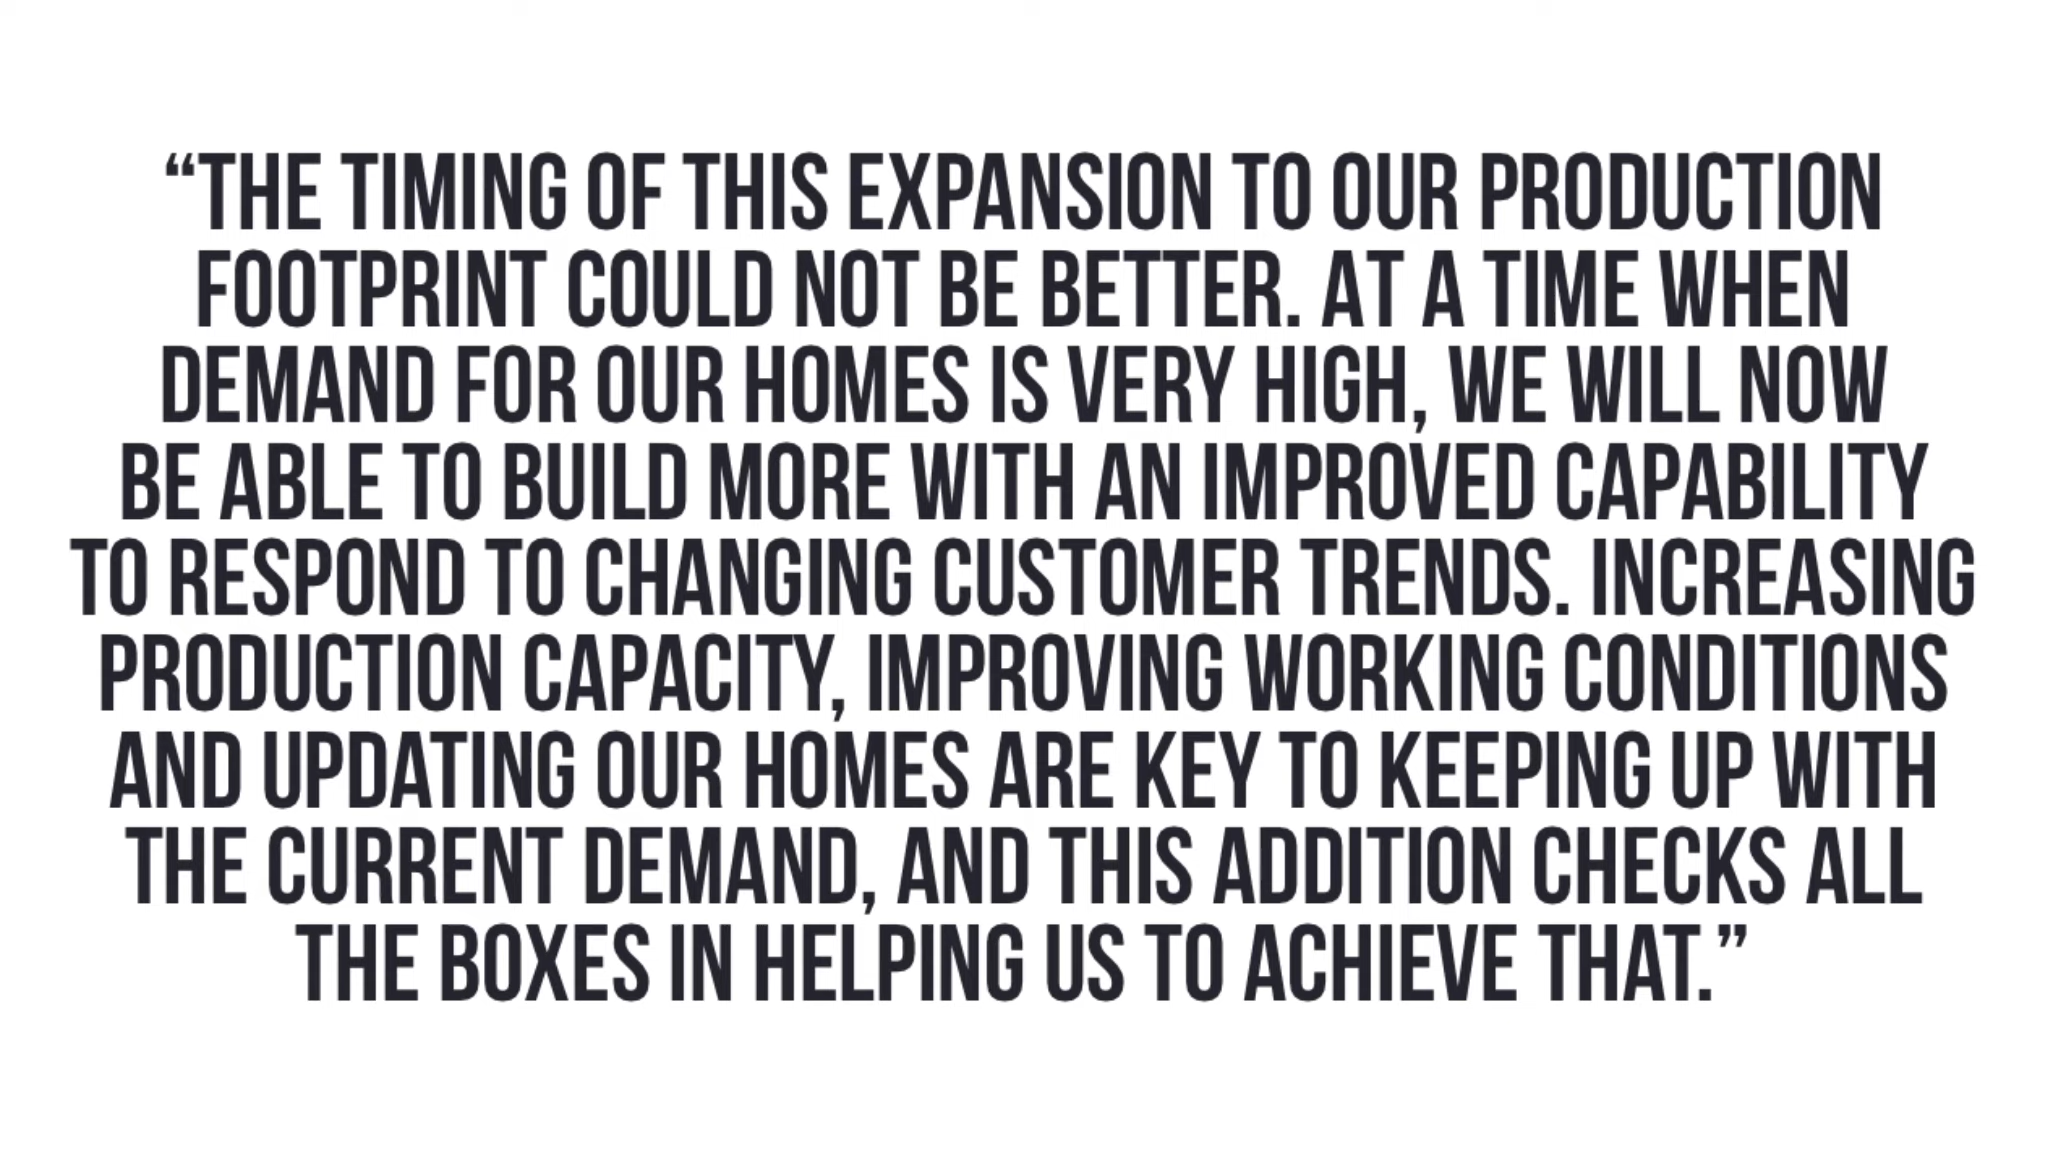 “THE TIMING OF THIS EXPANSION TO OUR PRODUCTION
FOOTPRINT COULD NOT BE BETTER. AT A TIME WHEN
DEMAND FOR OUR HOMES IS VERY HIGH, WE WILL NOW
BE ABLE TO BUILD MORE WITH AN IMPROVED CAPABILITY
TO RESPOND TO CHANGING CUSTOMER TRENDS. INCREASING
PRODUCTION CAPACITY, IMPROVING WORKING CONDITIONS
AND UPDATING OUR HOMES ARE KEY TO KEEPING UP WITH
THE CURRENT DEMAND, AND THIS ADDITION CHECKS ALL
THE BOXES IN HELPING US TO ACHIEVE THAT.”